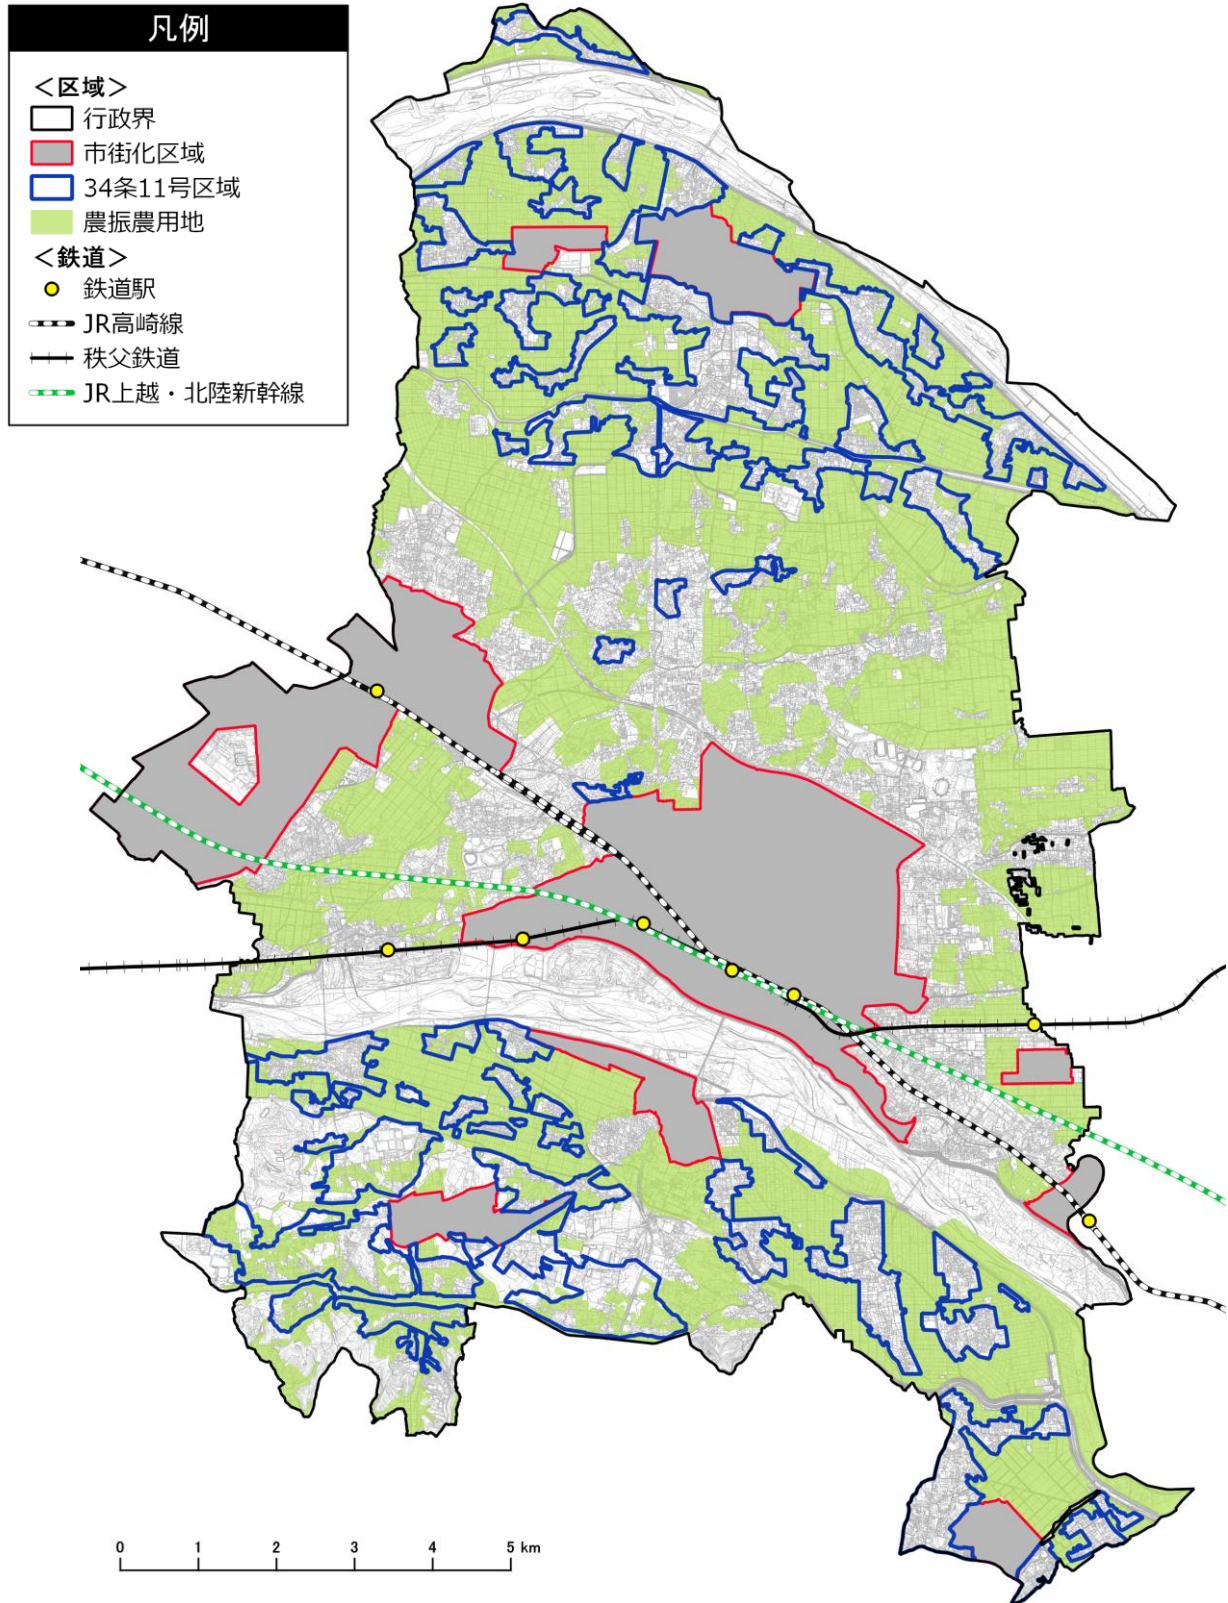 凡例
＜区域＞
行政界
市街化区域
34条11号区域
農振農用地
＜鉄道＞
鉄道駅
JR高崎線
秩父鉄道
JR上越・北陸新幹線
0 1 2 3 4 5 km